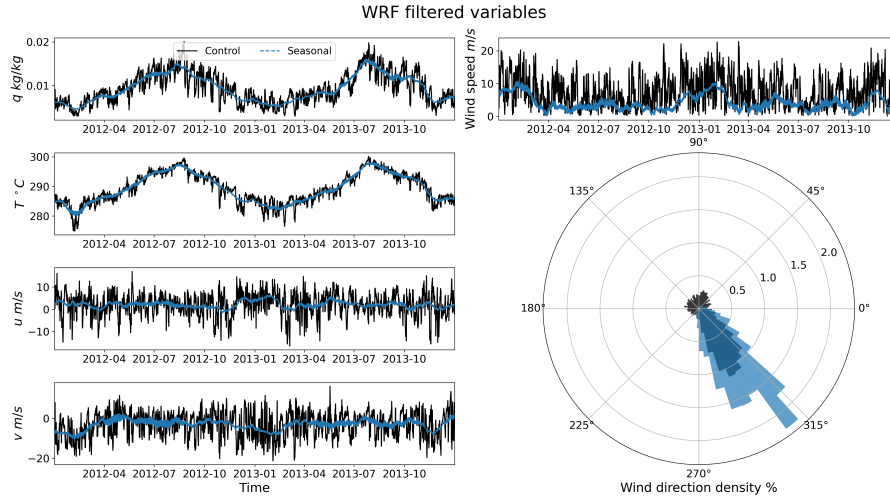 WRF filtered variables
q kg/kg
0.02
0.01
Control
Seasonal
2012-04 2012-07 2012-10 2013-01 2013-04 2013-07 2013-10
Wind speed m/s
20
10
0
2012-04 2012-07 2012-10 2013-01 2013-04 2013-07 2013-10
T °C
300
290
280
2012-04 2012-07 2012-10 2013-01 2013-04 2013-07 2013-10
u m/s
10
0
−10
2012-04 2012-07 2012-10 2013-01 2013-04 2013-07 2013-10
v m/s
0
−20
2012-04 2012-07 2012-10 2013-01 2013-04 2013-07 2013-10
Time
90°
135° 45°
2.0
1.5
1.0
0.5
180° 0°
225° 315°
270°
Wind direction density %